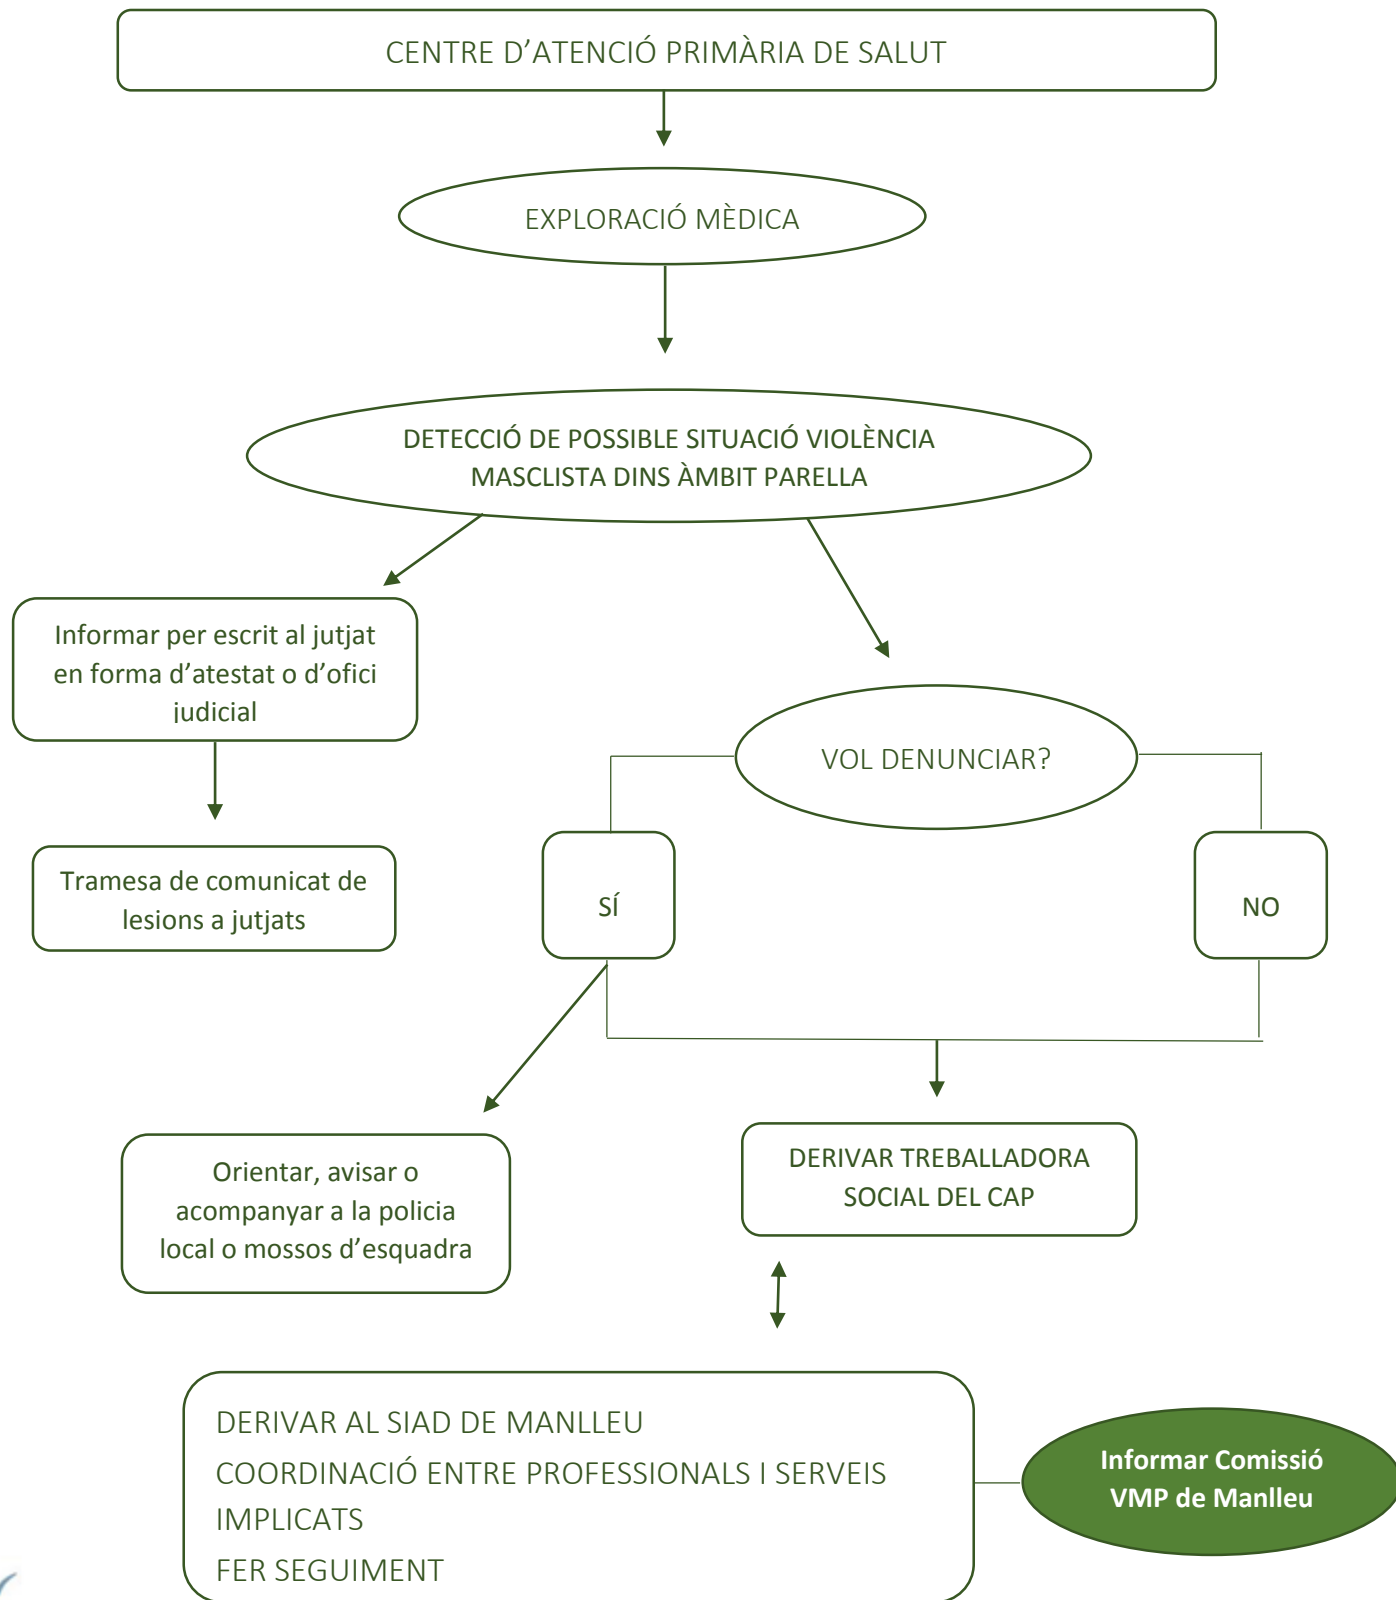 CENTRE D’ATENCIÓ PRIMÀRIA DE SALUT
EXPLORACIÓ MÈDICA
DETECCIÓ DE POSSIBLE SITUACIÓ VIOLÈNCIA
MASCLISTA DINS ÀMBIT PARELLA
Informar per escrit al jutjat
en forma d’atestat o d’ofici
judicial
VOL DENUNCIAR?
Tramesa de comunicat de
lesions a jutjats
SÍ
NO
Orientar, avisar o
acompanyar a la policia
local o mossos d’esquadra
DERIVAR TREBALLADORA
SOCIAL DEL CAP
DERIVAR AL SIAD DE MANLLEU
COORDINACIÓ ENTRE PROFESSIONALS I SERVEIS
IMPLICATS
FER SEGUIMENT
Informar Comissió
VMP de Manlleu